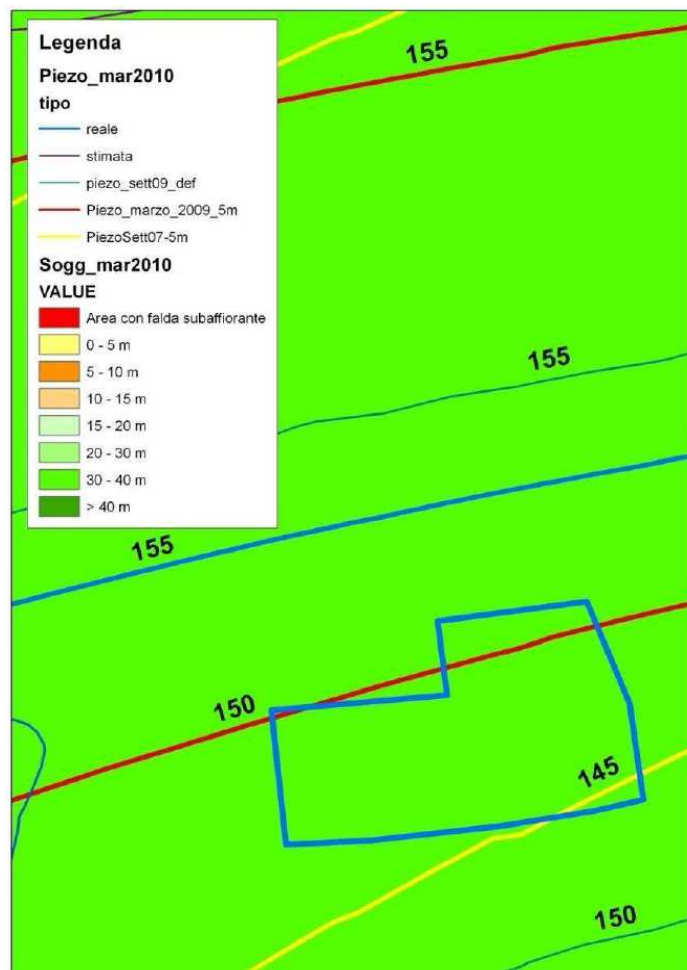 Legenda
Piezo_mar2010
tipo
reale
stimata
piezo_sett09_def
Piezo_marzo_2009_5m
PiezoSett07-5m
Sogg_mar2010
VALUE
Area con falda subaffiorante
0 - 5 m
5 - 10 m
10 - 15 m
15 - 20 m
20 - 30 m
30 - 40 m
> 40 m
155
155
155
150
145
150